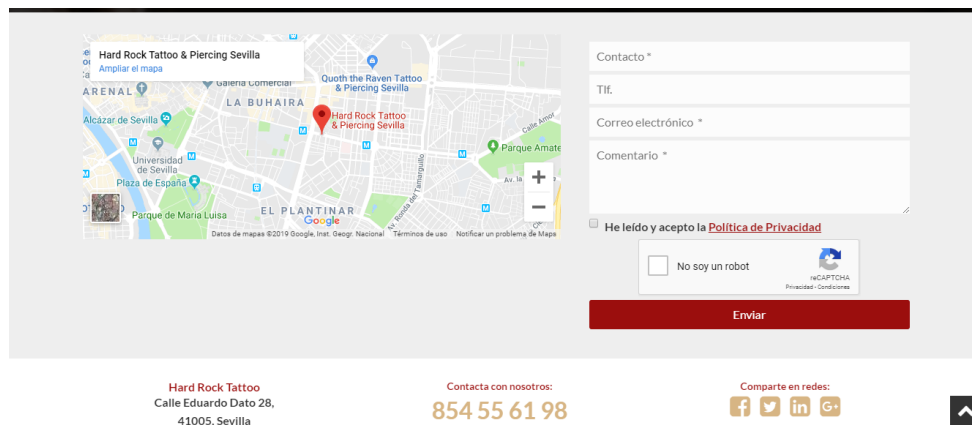 Hard Rock Tattoo & Piercing Sevilla
Ampliar el mapa
ARENAL
Galería Comercial
LA BUHAIRA
Quoth the Raven Tattoo
& Piercing Sevilla
Hard Rock Tattoo
& Piercing Sevilla
Alcázar de Sevilla
Calle Amor
Parque Amate
Universidad
de Sevilla
Plaza de España
Parque de María Luisa
EL PLANTINAR
Ronda del Tamarguillo
Google
Datos de mapas ©2019 Google, Inst. Geogr. Nacional
Términos de uso
Notificar un problema de Maps
Contacto *
Tlf.
Correo electrónico *
Comentario *
He leído y acepto la Política de Privacidad
No soy un robot
reCAPTCHA
Privacidad - Condiciones
Enviar
Hard Rock Tattoo
Calle Eduardo Dato 28,
41005, Sevilla
Contacta con nosotros:
854 55 61 98
Comparte en redes: